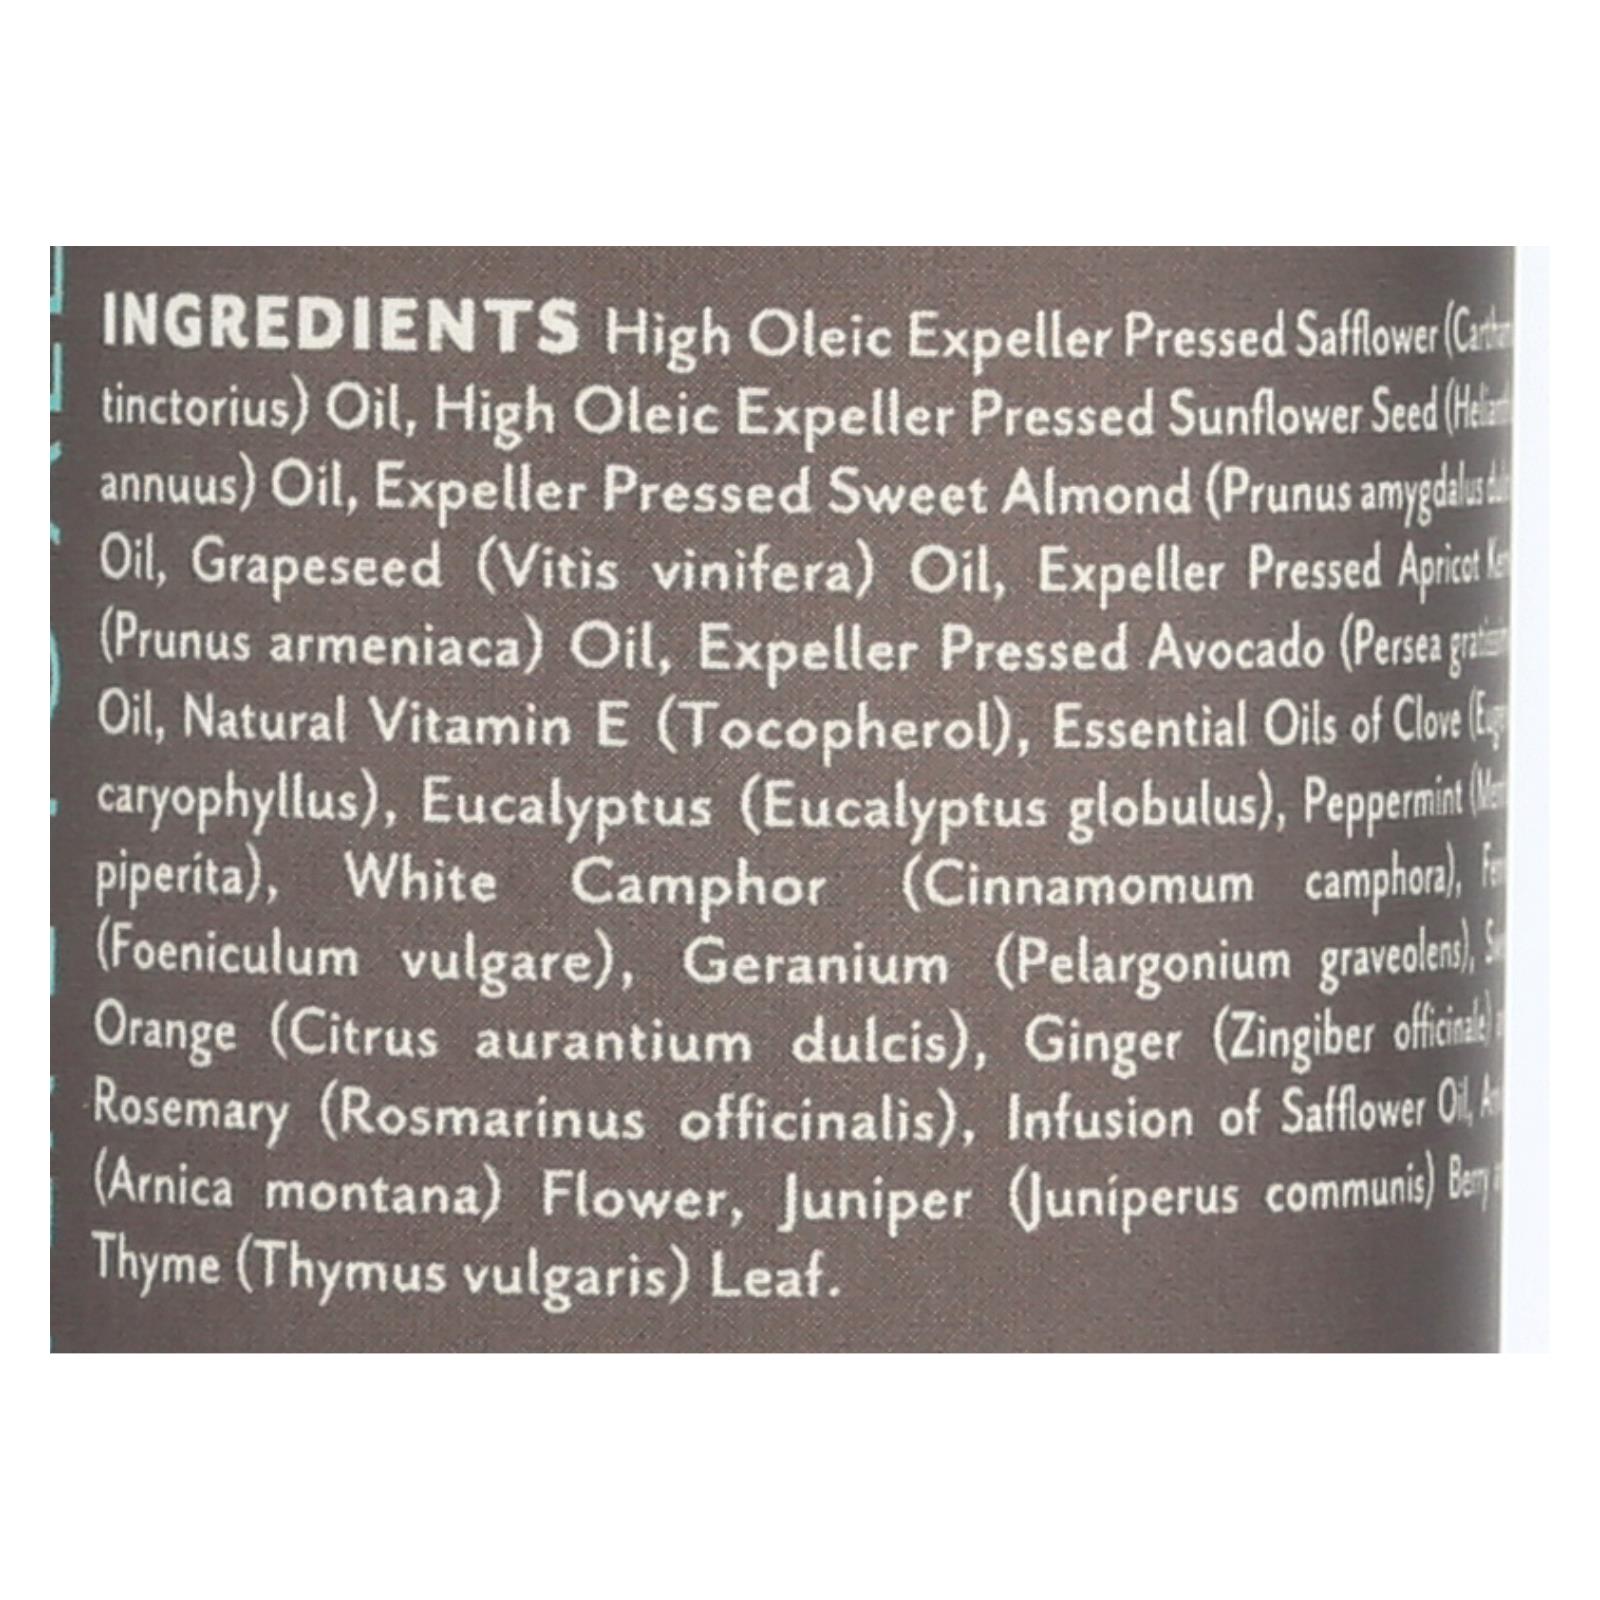 INGREDIENTS High Oleic Expeller Pressed Safflower
tinctorius) Oil, High Oleic Expeller Pressed Sunflower Seed
annuus) Oil, Expeller Pressed Sweet Almond (Prunus amygdalus
Oil, Grapeseed (Vitis vinifera) Oil, Expeller Pressed Apricot
(Prunus armeniaca) Oil, Expeller Pressed Avocado (Persea
Oil, Natural Vitamin E (Tocopherol), Essential Oils of Clove
caryophyllus), Eucalyptus (Eucalyptus globulus), Peppermint
piperita), White Camphor (Cinnamomum camphora),
(Foeniculum vulgare), Geranium (Pelargonium graveolens),
Orange (Citrus aurantium dulcis), Ginger (Zingiber officinale)
Rosemary (Rosmarinus officinalis), Infusion of Safflower Oil,
(Arnica montana) Flower, Juniper (Juniperus communis) Berry
Thyme (Thymus vulgaris) Leaf.